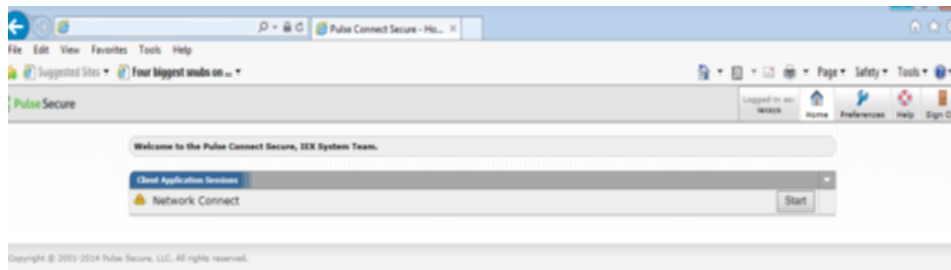 Pulse Connect Secure - Ho...
File Edit View Favorites Tools Help
Suggested Sites Four biggest snubs on ... Page Safety Tools
Pulse Secure
Logged-in as:
Home Preferences Help Sign O
Welcome to the Pulse Connect Secure, IEX System Team.
Client Application Sessions
Network Connect Start
Copyright © 2001-2014 Pulse Secure, LLC. All rights reserved.